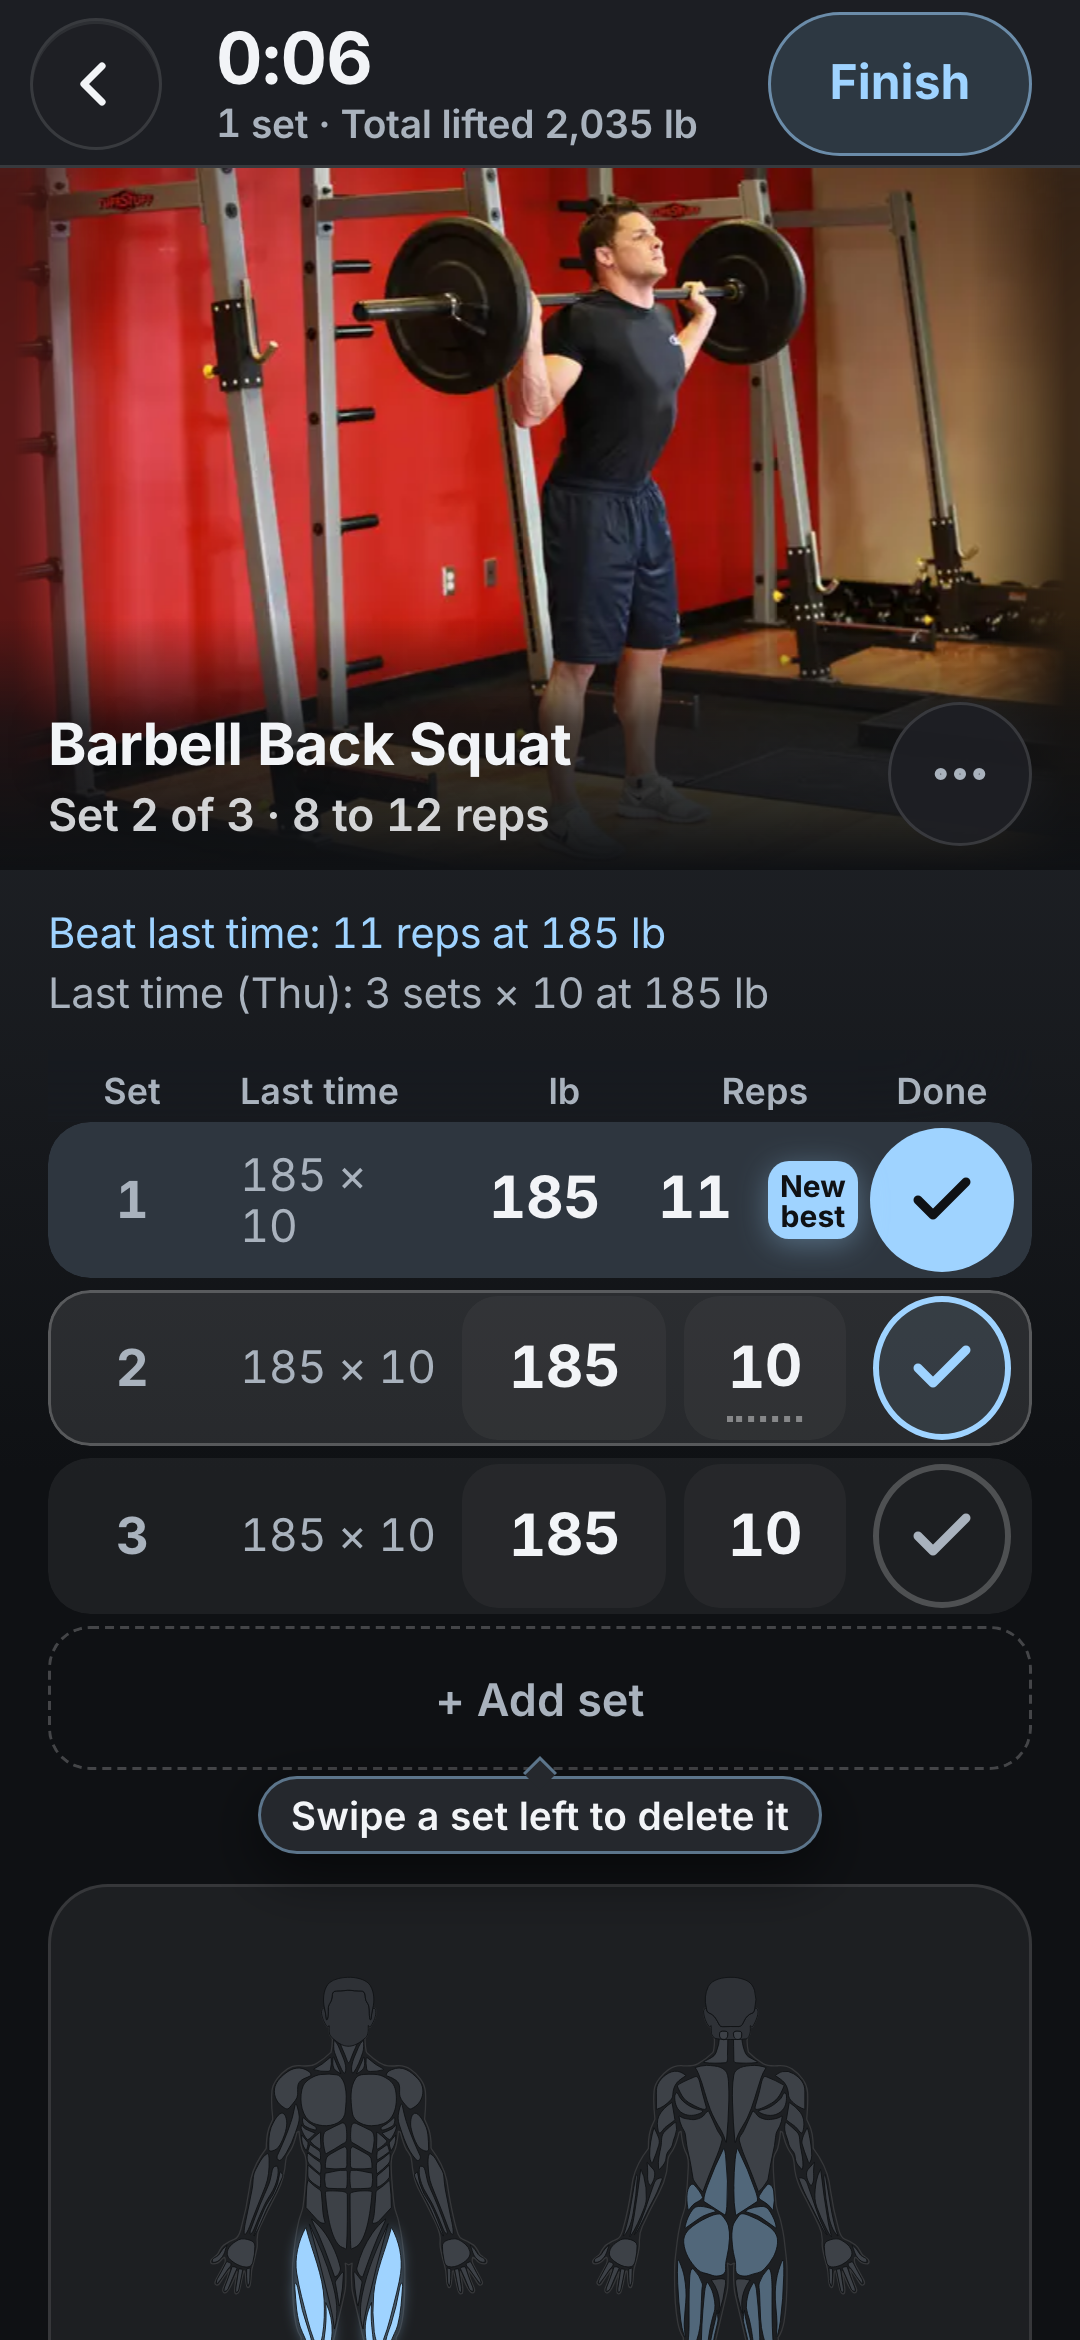 0:06
Finish
1 set · Total lifted 2,035 lb
Barbell Back Squat
Set 2 of 3 · 8 to 12 reps
Beat last time: 11 reps at 185 lb
Last time (Thu): 3 sets × 10 at 185 lb
Set Last time lb Reps Done
1 185 × 10 185 11 New best
2 185 × 10 185 10
3 185 × 10 185 10
+ Add set
Swipe a set left to delete it